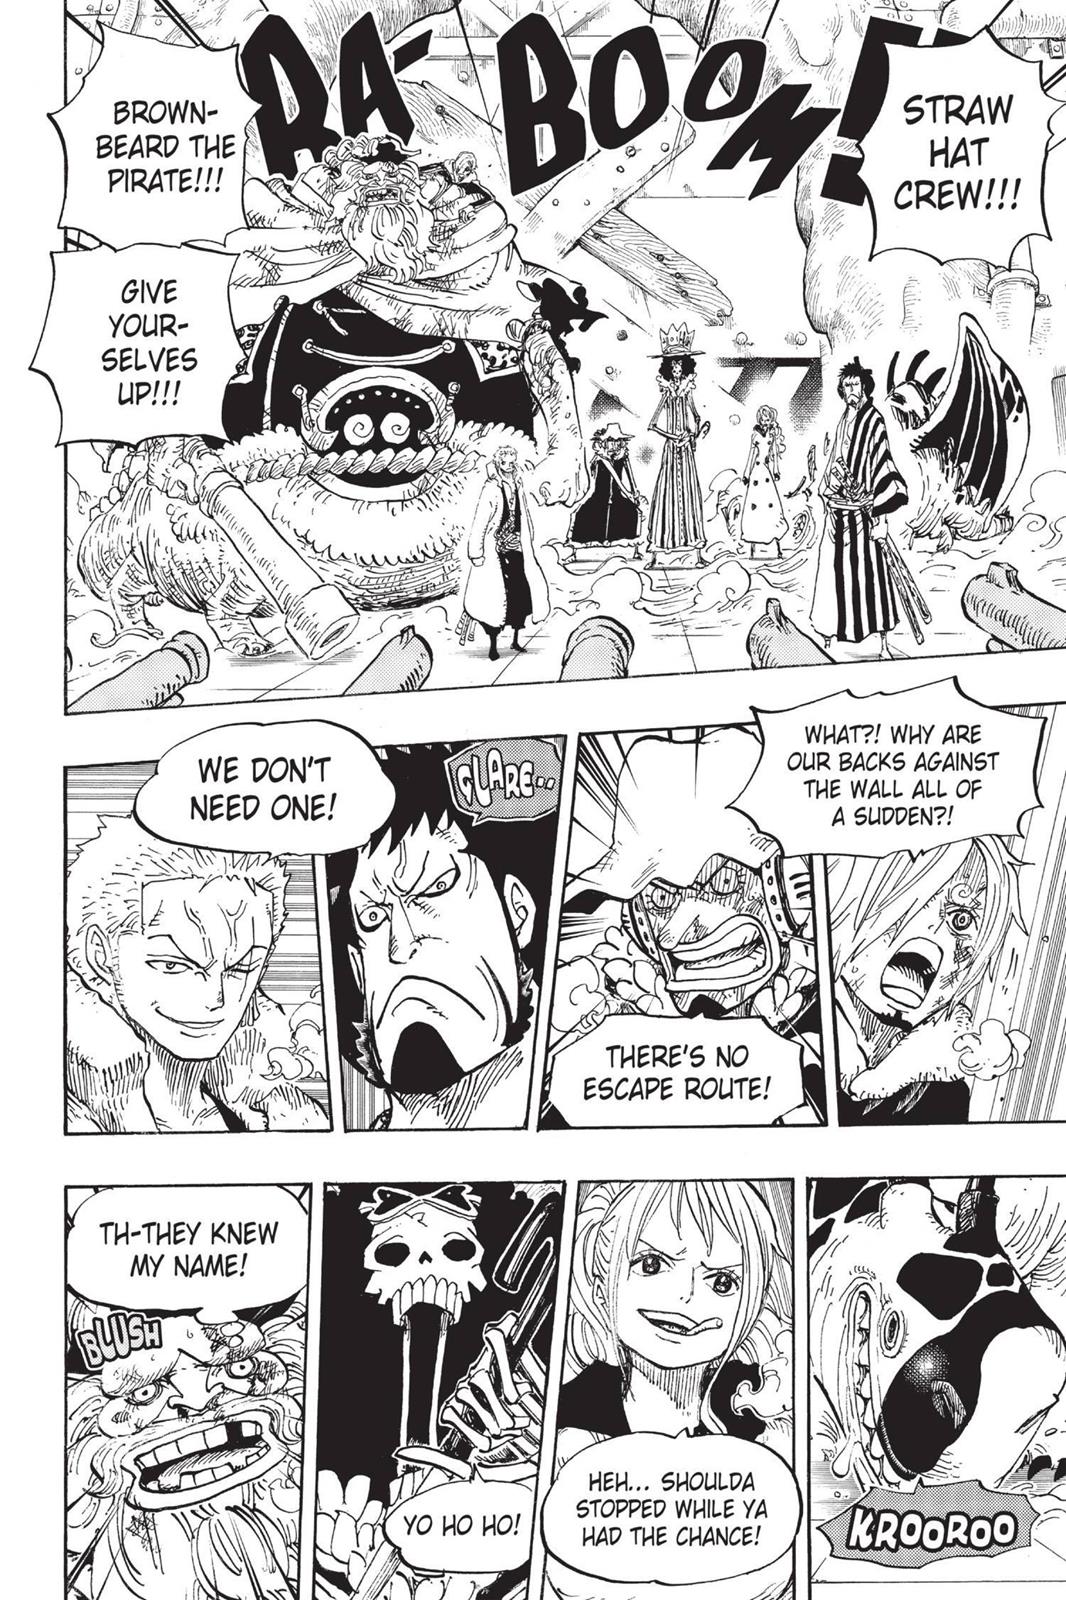 RA-BOOM!!
STRAW
HAT
CREW!!!
BROWN-
BEARD THE
PIRATE!!!
GIVE
YOUR-
SELVES
UP!!!
WHAT?! WHY ARE
OUR BACKS AGAINST
THE WALL ALL OF
A SUDDEN?!
THERE'S NO
ESCAPE ROUTE!
GLARE..
WE DON'T
NEED ONE!
KROOROO
HEH... SHOULDA
STOPPED WHILE YA
HAD THE CHANCE!
YO HO HO!
TH-THEY KNEW
MY NAME!
BLUSH